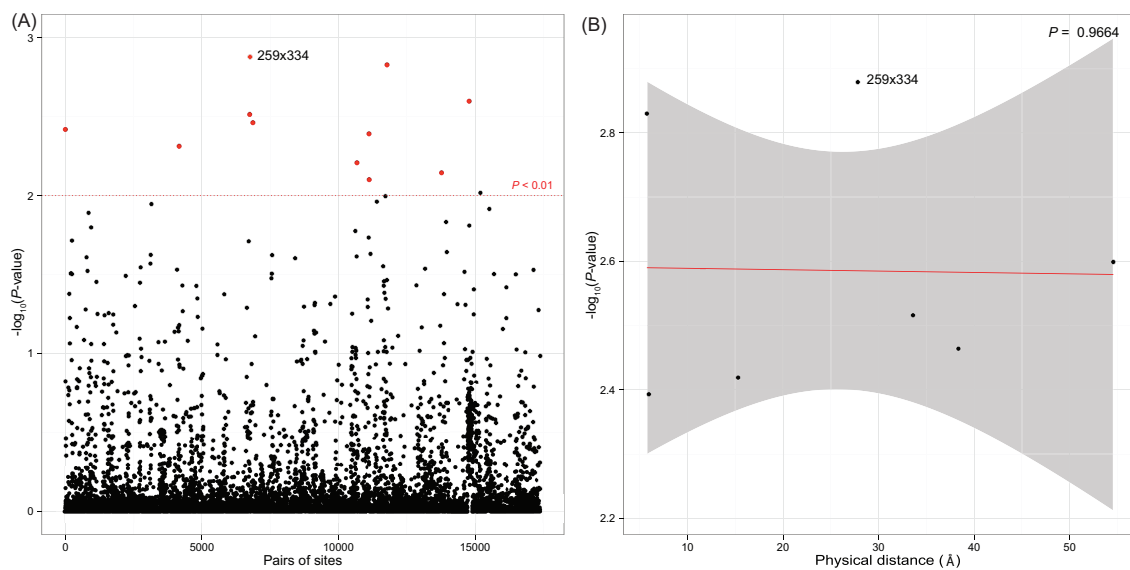 (A)
3
2
1
0
-log10(P-value)
259x334
P < 0.01
0 5000 10000 15000
Pairs of sites
(B)
P = 0.9664
2.8
2.6
2.4
2.2
-log10(P-value)
259x334
10 20 30 40 50
Physical distance (Å)